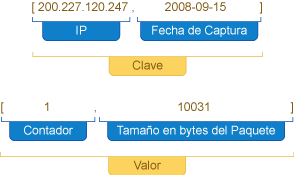 [ 200.227.120.247 , 2008-09-15 ]
IP Fecha de Captura
Clave
[ 1 , 10031 ]
Contador Tamaño en bytes del Paquete
Valor